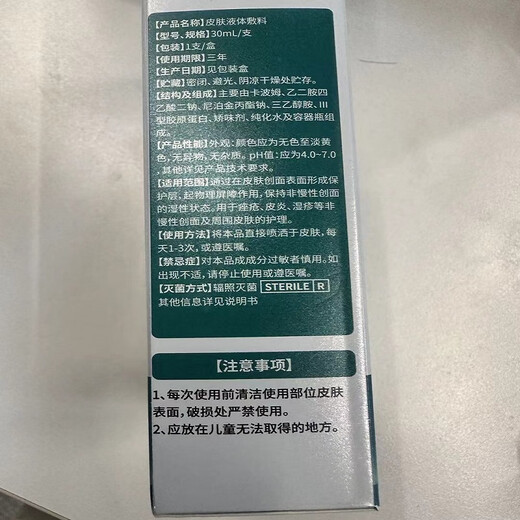 【产品名称】皮肤液体敷料
【型号、规格】30mL/支
【包装】1支/盒
【使用期限】三年
【生产日期】见包装盒
【贮藏】密闭、避光、阴凉干燥处贮存。
【结构及组成】主要由卡波姆、乙二胺四
乙酸二钠、尼泊金丙酯钠、三乙醇胺、III
型胶原蛋白、矫味剂、纯化水及容器瓶组
成。
【产品性能】外观:颜色应为无色至淡黄
色,无异物、无杂质。pH值:应为4.0~7.0,
其他详见产品技术要求。
【适用范围】通过在皮肤创面表面形成保
护层,起物理屏障作用,保持非慢性创面
的湿性状态,用于痤疮、皮炎、湿疹等非
慢性创面及周围皮肤的护理。
【使用方法】将本品直接喷洒于皮肤,每
天1-3次,或遵医嘱。
【禁忌症】对本品成成分过敏者慎用。如
出现不适,请停止使用或遵医嘱。
【灭菌方式】辐照灭菌 STERILE R
其他信息详见说明书
【注意事项】
1、每次使用前清洁使用部位皮肤
表面,破损处严禁使用。
2、应放在儿童无法取得的地方。